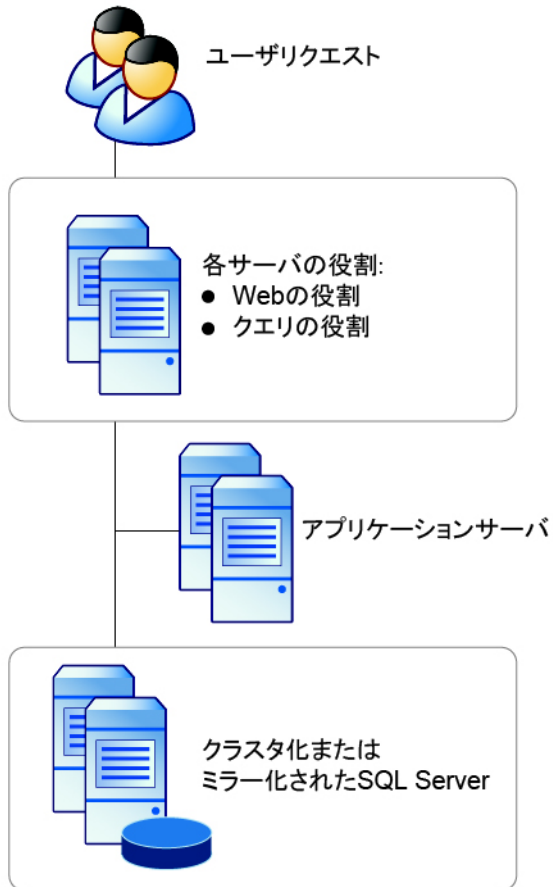 ユーザリクエスト
各サーバの役割:
● Webの役割
● クエリの役割
アプリケーションサーバ
クラスタ化または
ミラー化されたSQL Server